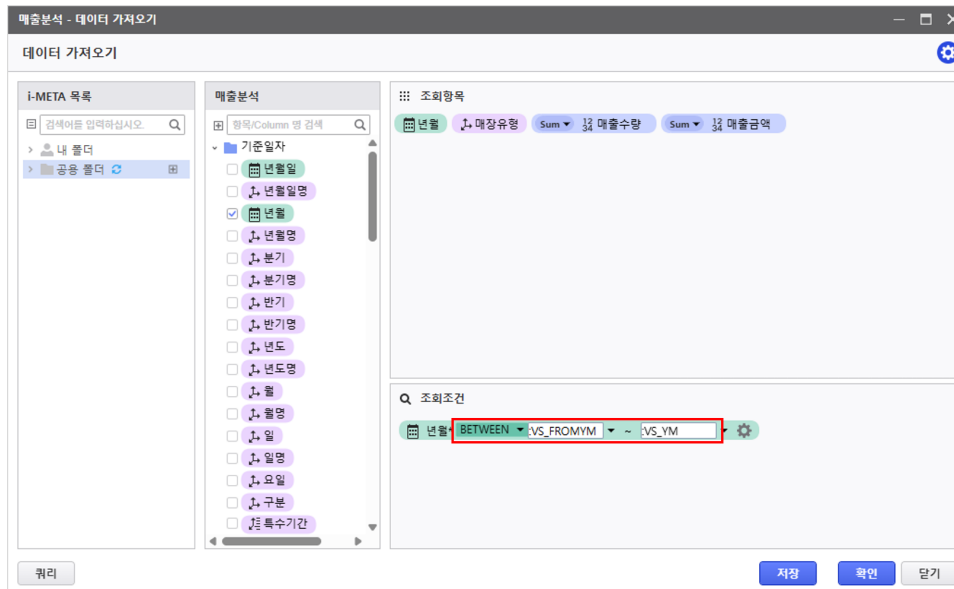 매출분석 - 데이터 가져오기
데이터 가져오기
i-META 목록
검색어를 입력하십시오.
내 폴더
공용 폴더
매출분석
항목/Column 명 검색
기준일자
년월일
년월일명
년월
년월명
분기
분기명
반기
반기명
년도
년도명
월
월명
일
일명
요일
구분
특수기간
조회항목
년월 매장유형 Sum 12 34 매출수량 Sum 12 34 매출금액
조회조건
년월* BETWEEN :VS_FROMYM ~ :VS_YM
쿼리 저장 확인 닫기